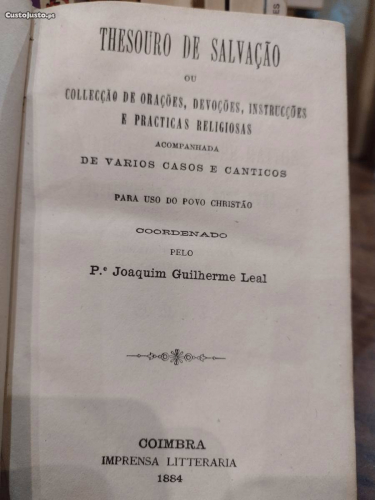 CustoJusto.pt
THESOURO DE SALVAÇÃO
OU
COLLECÇÃO DE ORAÇÕES, DEVOÇÕES, INSTRUCÇÕES
E PRACTICAS RELIGIOSAS
ACOMPANHADA
DE VARIOS CASOS E CANTICOS
PARA USO DO POVO CHRISTÃO
COORDENADO
PELO
P.e Joaquim Guilherme Leal
COIMBRA
IMPRENSA LITTERARIA
1884